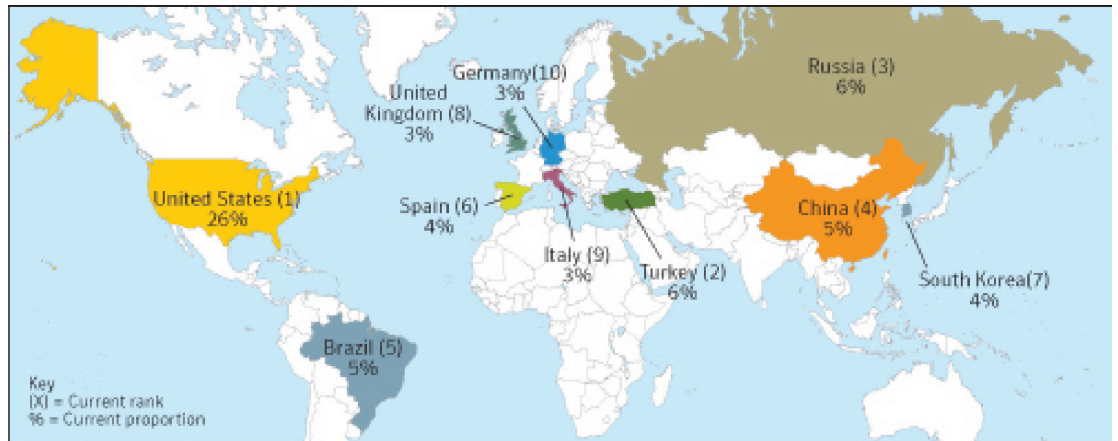 Germany(10)
3%
United
Kingdom (8)
3%
Russia (3)
6%
United States (1)
26%
Spain (6)
4%
Italy (9)
3%
Turkey (2)
6%
China (4)
5%
South Korea(7)
4%
Brazil (5)
5%
Key
(X) = Current rank
% = Current proportion